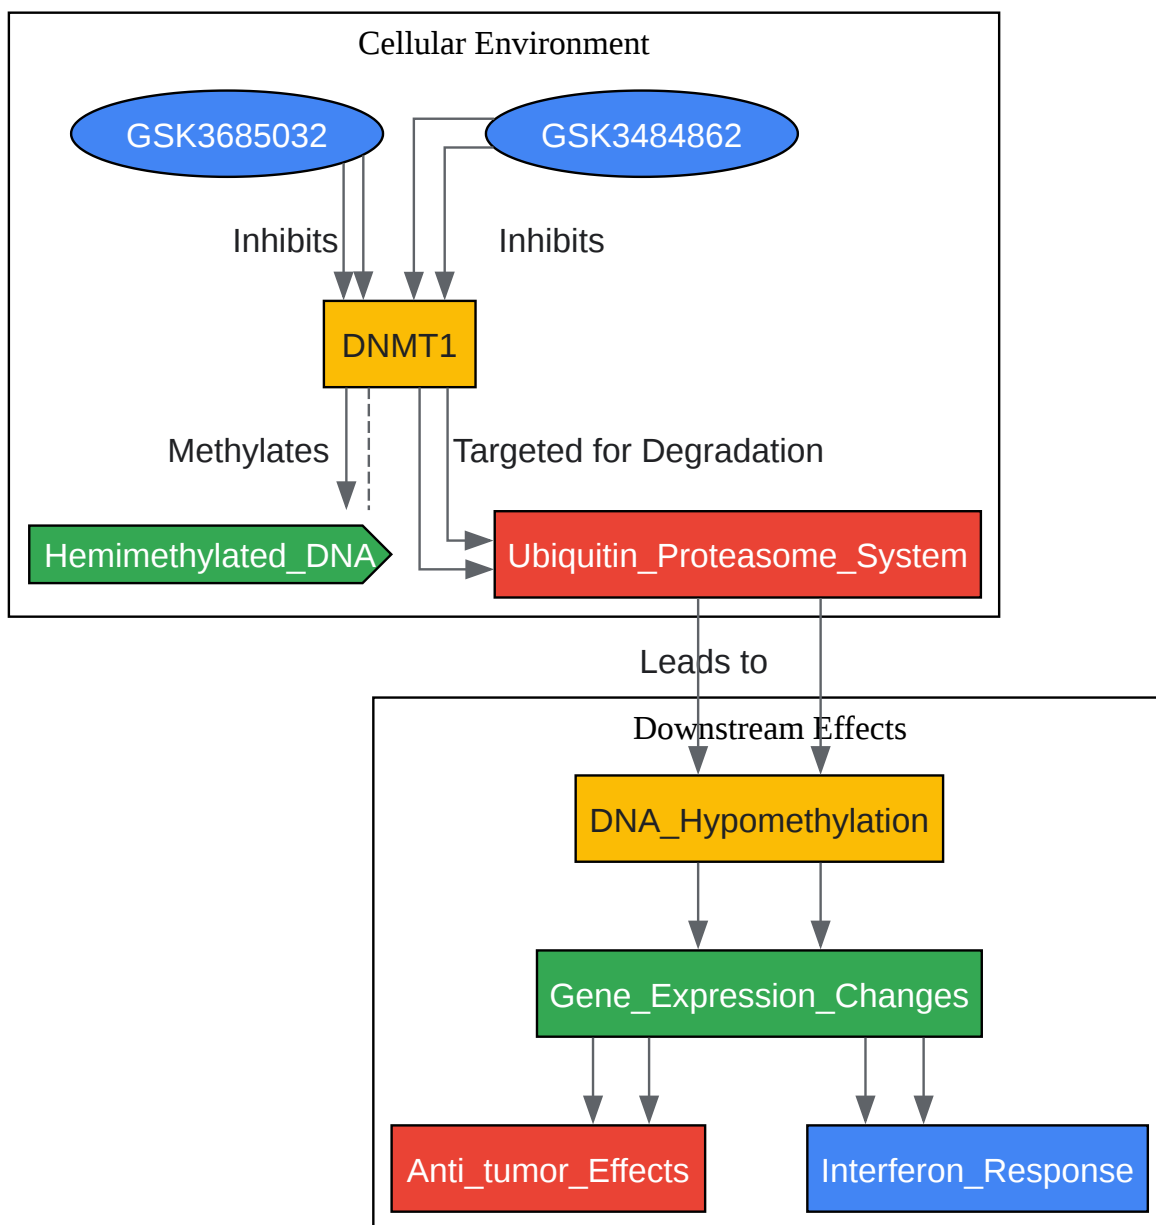 Cellular Environment
GSK3685032
GSK3484862
Inhibits
Inhibits
DNMT1
Methylates
Targeted for Degradation
Hemimethylated_DNA
Ubiquitin_Proteasome_System
Leads to
Downstream Effects
DNA_Hypomethylation
Gene_Expression_Changes
Anti_tumor_Effects
Interferon_Response